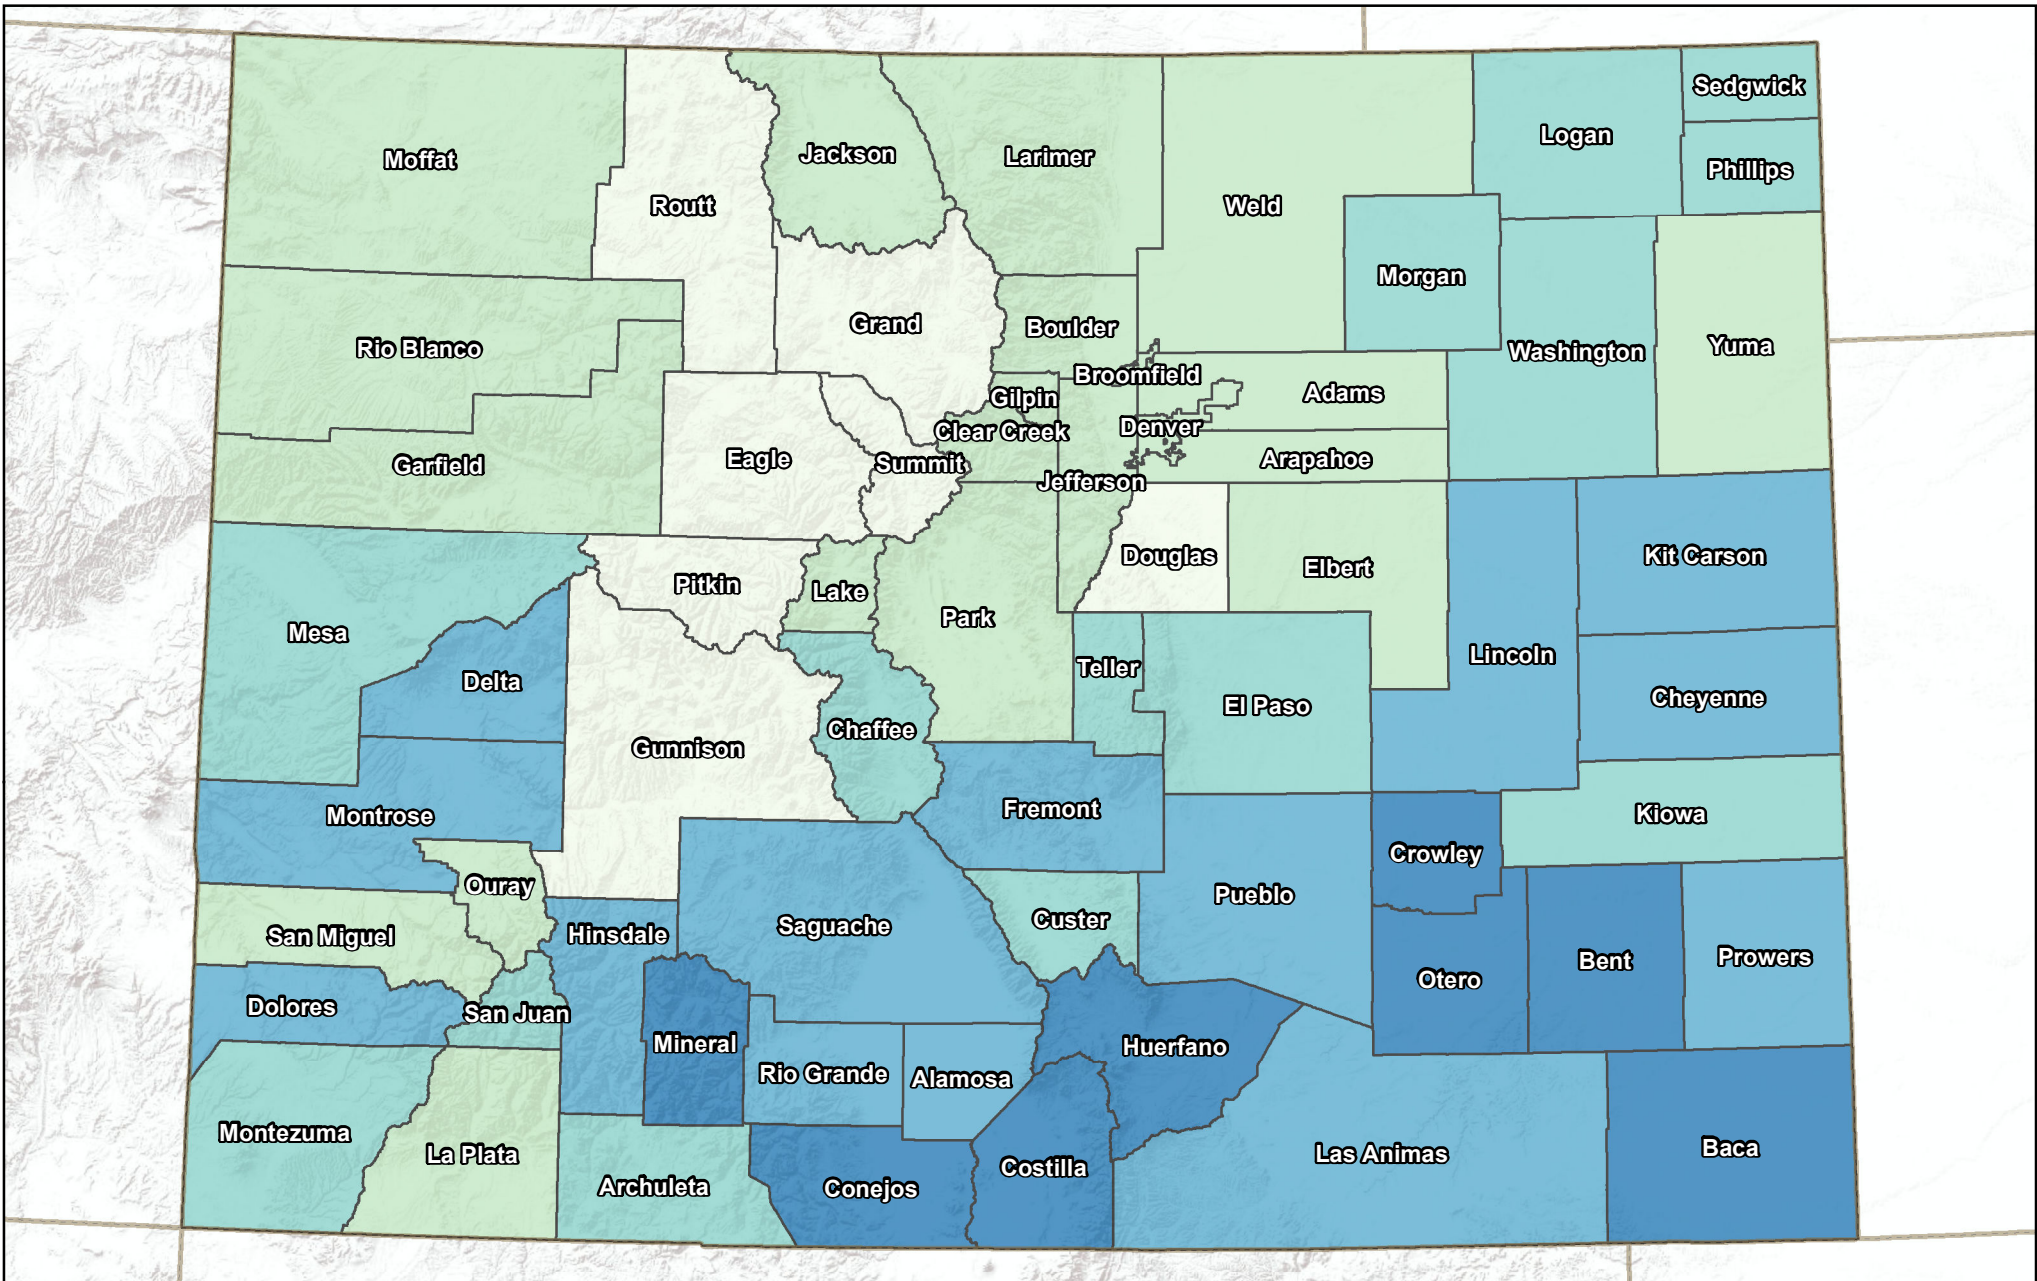 Sedgwick
Logan
Moffat
Jackson
Larimer
Phillips
Routt
Weld
Morgan
Grand
Boulder
Rio Blanco
Washington
Yuma
Broomfield
Gilpin
Adams
Clear Creek
Denver
Garfield
Eagle
Summit
Arapahoe
Jefferson
Douglas
Elbert
Kit Carson
Pitkin
Lake
Park
Mesa
Teller
Lincoln
Delta
Cheyenne
El Paso
Chaffee
Gunnison
Montrose
Fremont
Kiowa
Crowley
Ouray
Pueblo
San Miguel
Hinsdale
Saguache
Custer
Bent
Prowers
Otero
Dolores
San Juan
Mineral
Huerfano
Rio Grande
Alamosa
Montezuma
La Plata
Las Animas
Baca
Costilla
Archuleta
Conejos